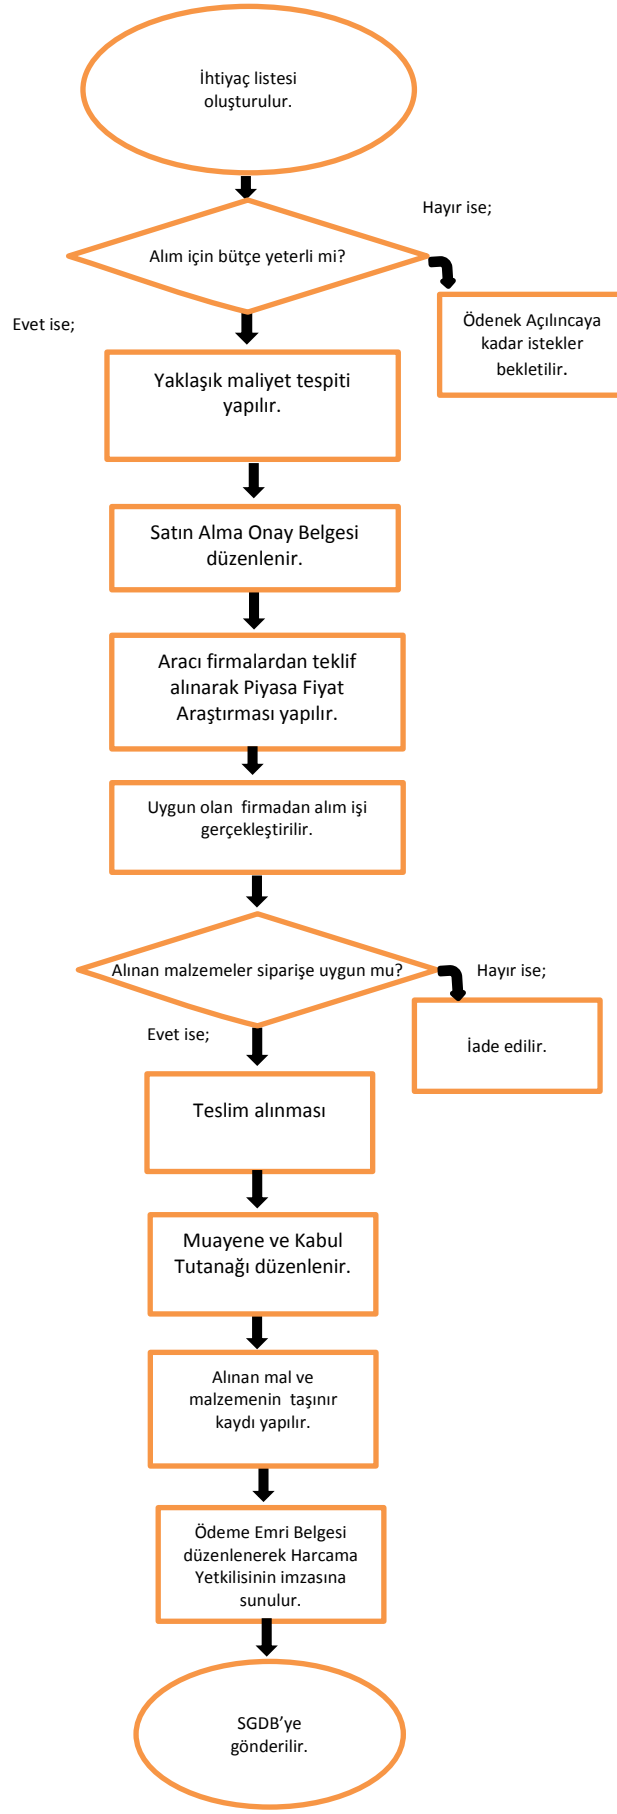 İhtiyaç listesi
oluşturulur.
Hayır ise;
Alım için bütçe yeterli mi?
Evet ise;
Ödenek Açılıncaya
kadar istekler
bekletilir.
Yaklaşık maliyet tespiti
yapılır.
Satın Alma Onay Belgesi
düzenlenir.
Aracı firmalardan teklif
alınarak Piyasa Fiyat
Araştırması yapılır.
Uygun olan firmadan alım işi
gerçekleştirilir.
Alınan malzemeler siparişe uygun mu?
Hayır ise;
Evet ise;
İade edilir.
Teslim alınması
Muayene ve Kabul
Tutanağı düzenlenir.
Alınan mal ve
malzemenin taşınır
kaydı yapılır.
Ödeme Emri Belgesi
düzenlenerek Harcama
Yetkilisinin imzasına
sunulur.
SGDB’ye
gönderilir.